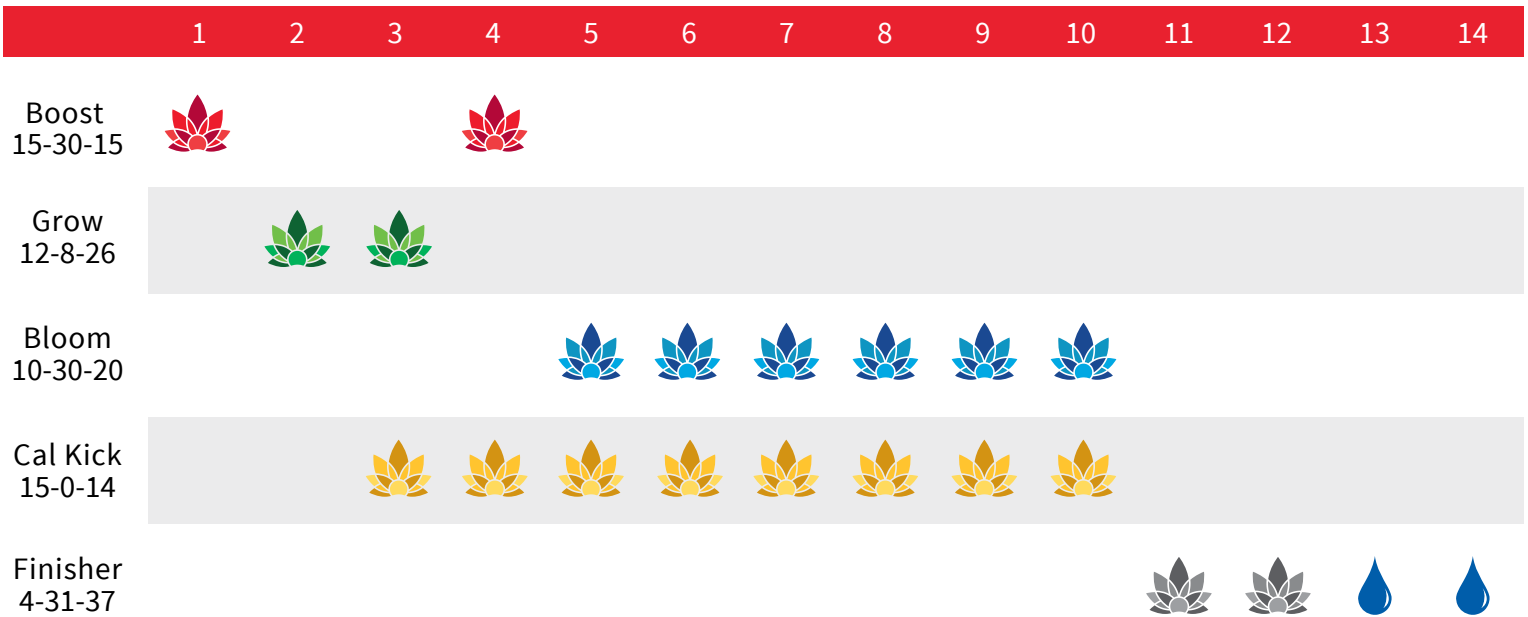 1 2 3 4 5 6 7 8 9 10 11 12 13 14
Boost
15-30-15
Grow
12-8-26
Bloom
10-30-20
Cal Kick
15-0-14
Finisher
4-31-37